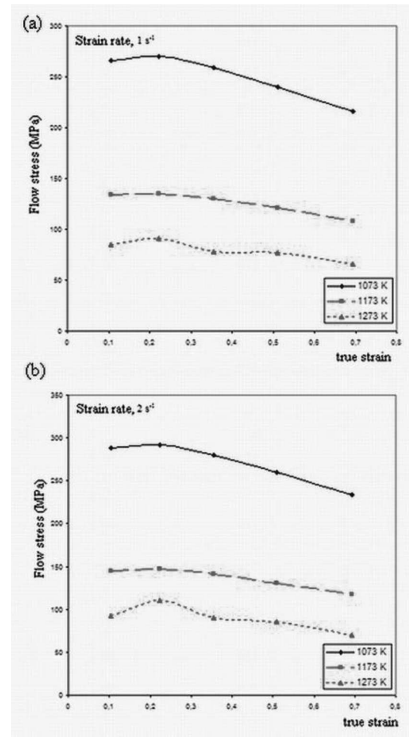 (a)
Strain rate, 1 s⁻¹
Flow stress (MPa)
300
250
200
150
100
50
0
0 0,1 0,2 0,3 0,4 0,5 0,6 0,7 0,8
true strain
1073 K
1173 K
1273 K
(b)
Strain rate, 2 s⁻¹
Flow stress (MPa)
350
300
250
200
150
100
50
0
0 0,1 0,2 0,3 0,4 0,5 0,6 0,7 0,8
true strain
1073 K
1173 K
1273 K